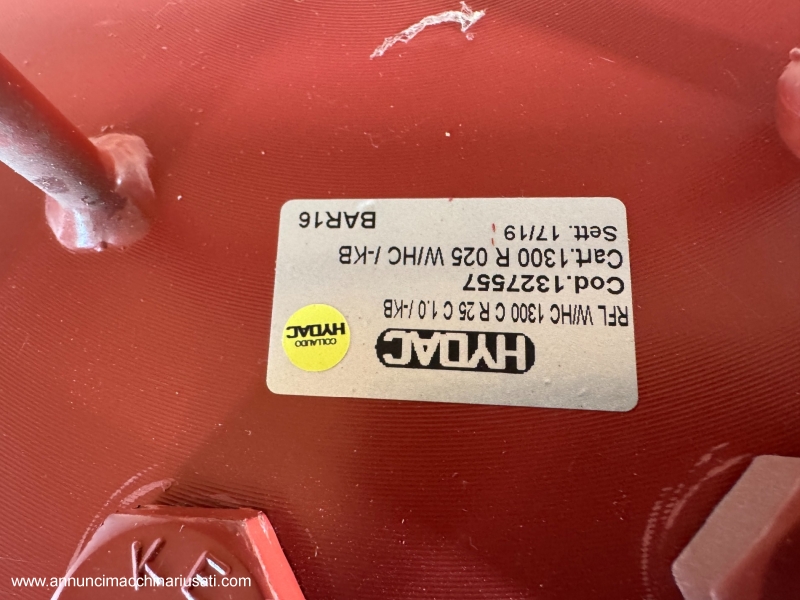 HYDAC
COLLAUDO
HYDAC
RFL W/HC 1300 C R 25 C 1.0 /-KB
Cod.1327557
Cart.1300 R 025 W/HC /-KB
Sett. 17/19
BAR16
KE
www.annuncimacchinariusati.com